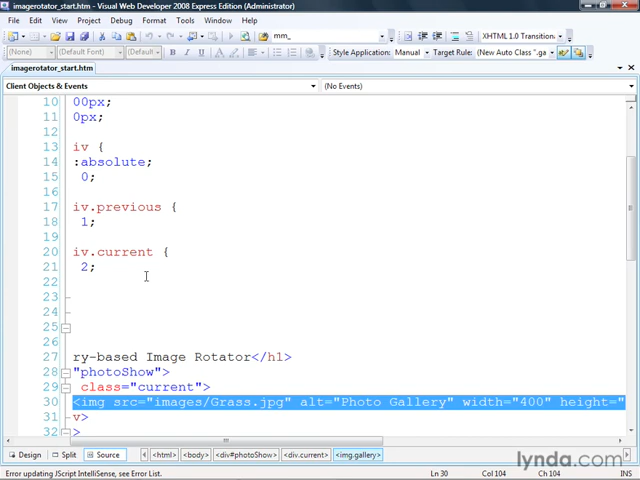 imagerotator_start.htm - Visual Web Developer 2008 Express Edition (Administrator)
File Edit View Project Debug Format Tools Window Help
mm_ XHTML 1.0 Transition
(None) (Default Font) (Default B I U A Style Application: Manual Target Rule: (New Auto Class ".ga
imagerotator_start.htm
Client Objects & Events (No Events)
10 00px;
11 0px;
12
13 iv {
14 :absolute;
15 0;
16
17 iv.previous {
18 1;
19
20 iv.current {
21 2;
22
23
24
25
26
27 ry-based Image Rotator</h1>
28 "photoShow">
29 class="current">
30 <img src="images/Grass.jpg" alt="Photo Gallery" width="400" height="
31 v>
32 >
Design Split Source <html> <body> <div#photoShow> <div.current> <img.gallery>
Error updating JScript IntelliSense, see Error List. Ln 30 Col 104 Ch 104 INS
lynda.com